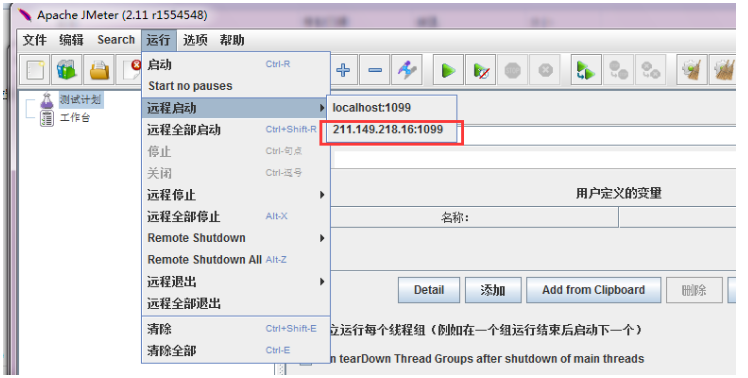 Apache JMeter (2.11 r1554548)
文件 编辑 Search 运行 选项 帮助
启动 Ctrl-R
Start no pauses
远程启动
localhost:1099
远程全部启动 Ctrl+Shift-R
211.149.218.16:1099
停止 Ctrl-句点
关闭 Ctrl-逗号
远程停止
远程全部停止 Alt-X
Remote Shutdown
Remote Shutdown All Alt-Z
远程退出
远程全部退出
清除 Ctrl+Shift-E
清除全部 Ctrl-E
测试计划
工作台
用户定义的变量
名称:
Detail 添加 Add from Clipboard 删除
立运行每个线程组（例如在一个组运行结束后启动下一个）
n tearDown Thread Groups after shutdown of main threads